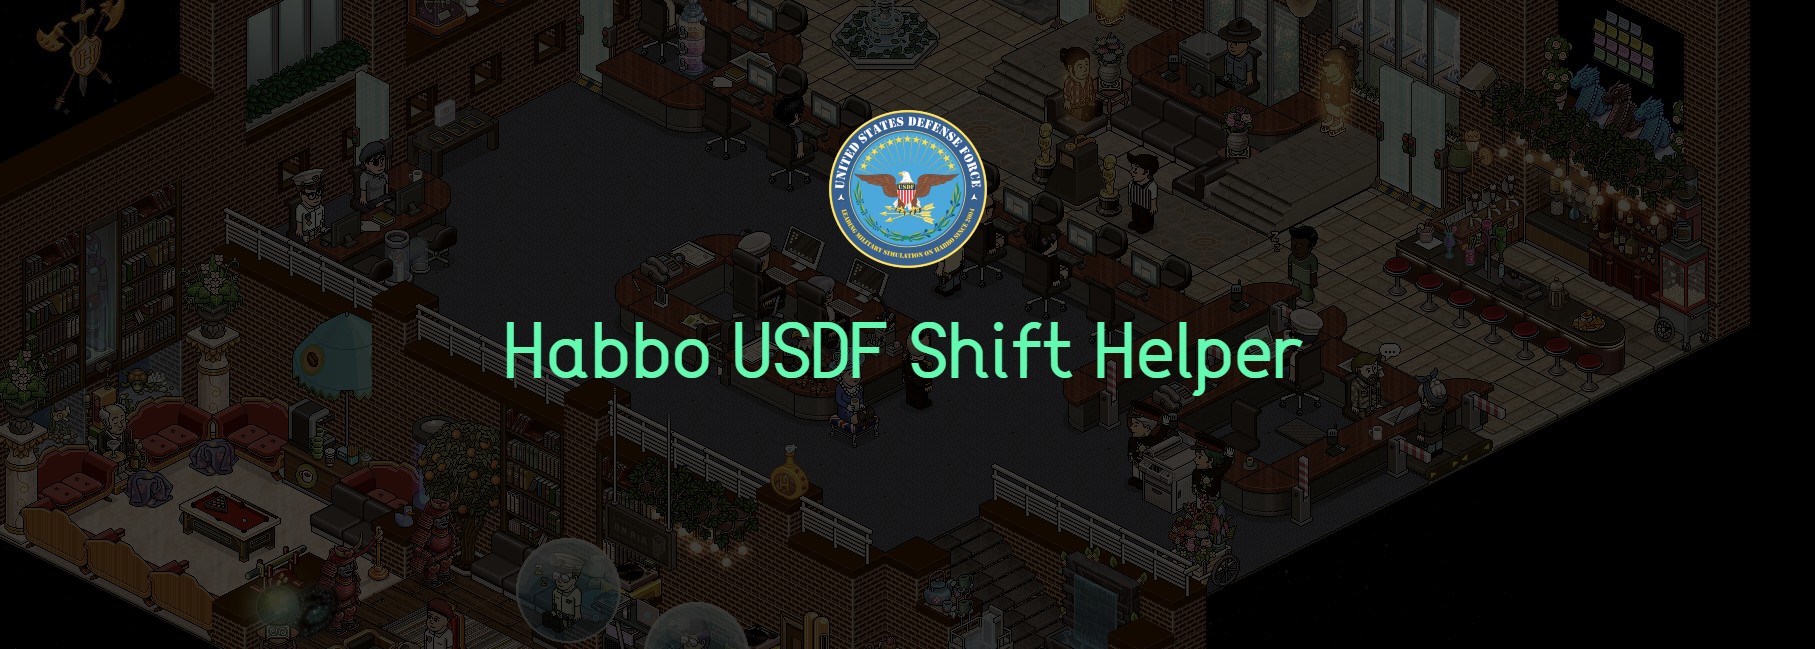 UNITED STATES DEFENSE FORCE
USDF
LEADING MILITARY SIMULATION ON HABBO SINCE 2004
Habbo USDF Shift Helper